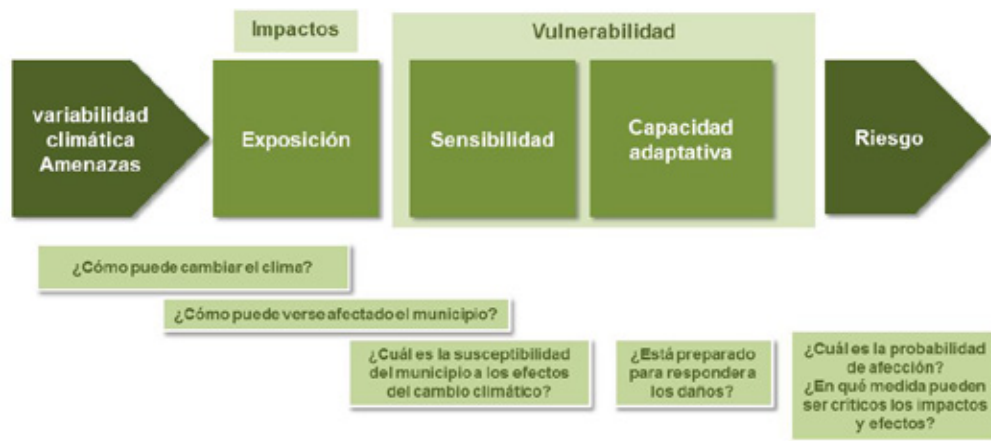 Impactos
Vulnerabilidad
variabilidad
climática
Amenazas
Exposición
Sensibilidad
Capacidad
adaptativa
Riesgo
¿Cómo puede cambiar el clima?
¿Cómo puede verse afectado el municipio?
¿Cuál es la susceptibilidad
del municipio a los efectos
del cambio climático?
¿Está preparado
para responder a
los daños?
¿Cuál es la probabilidad
de afección?
¿En qué medida pueden
ser críticos los impactos
y efectos?